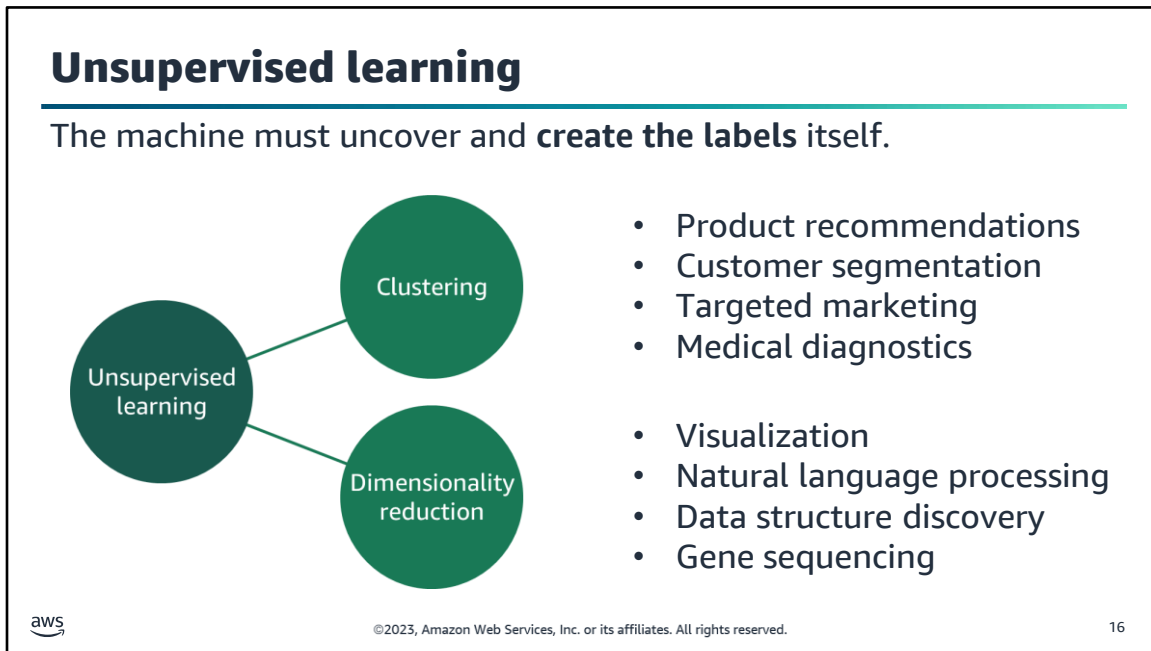 Unsupervised learning
The machine must uncover and create the labels itself.
Unsupervised
learning
Clustering
Dimensionality
reduction
• Product recommendations
• Customer segmentation
• Targeted marketing
• Medical diagnostics
• Visualization
• Natural language processing
• Data structure discovery
• Gene sequencing
aws
©2023, Amazon Web Services, Inc. or its affiliates. All rights reserved.
16